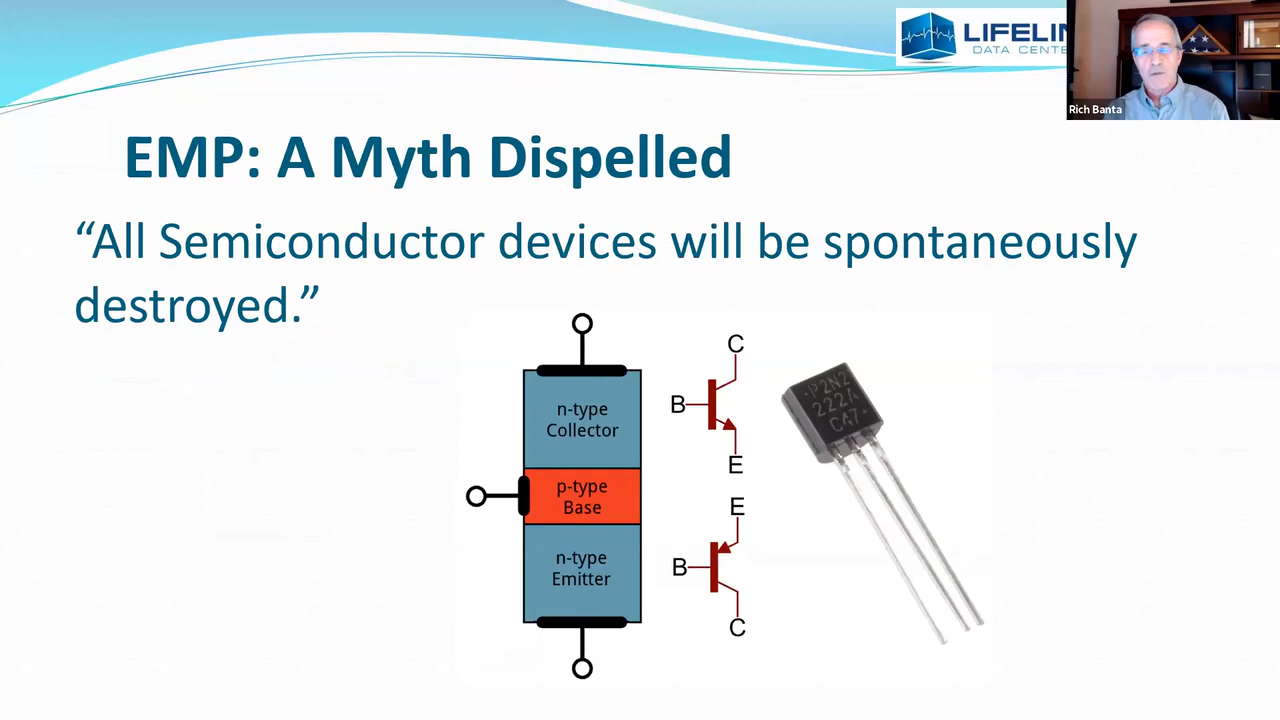 LIFELIN
DATA CENTE
Rich Banta
EMP: A Myth Dispelled
“All Semiconductor devices will be spontaneously
destroyed.”
n-type
Collector
p-type
Base
n-type
Emitter
C
B
E
E
B
C
P2N2
222A
CA7